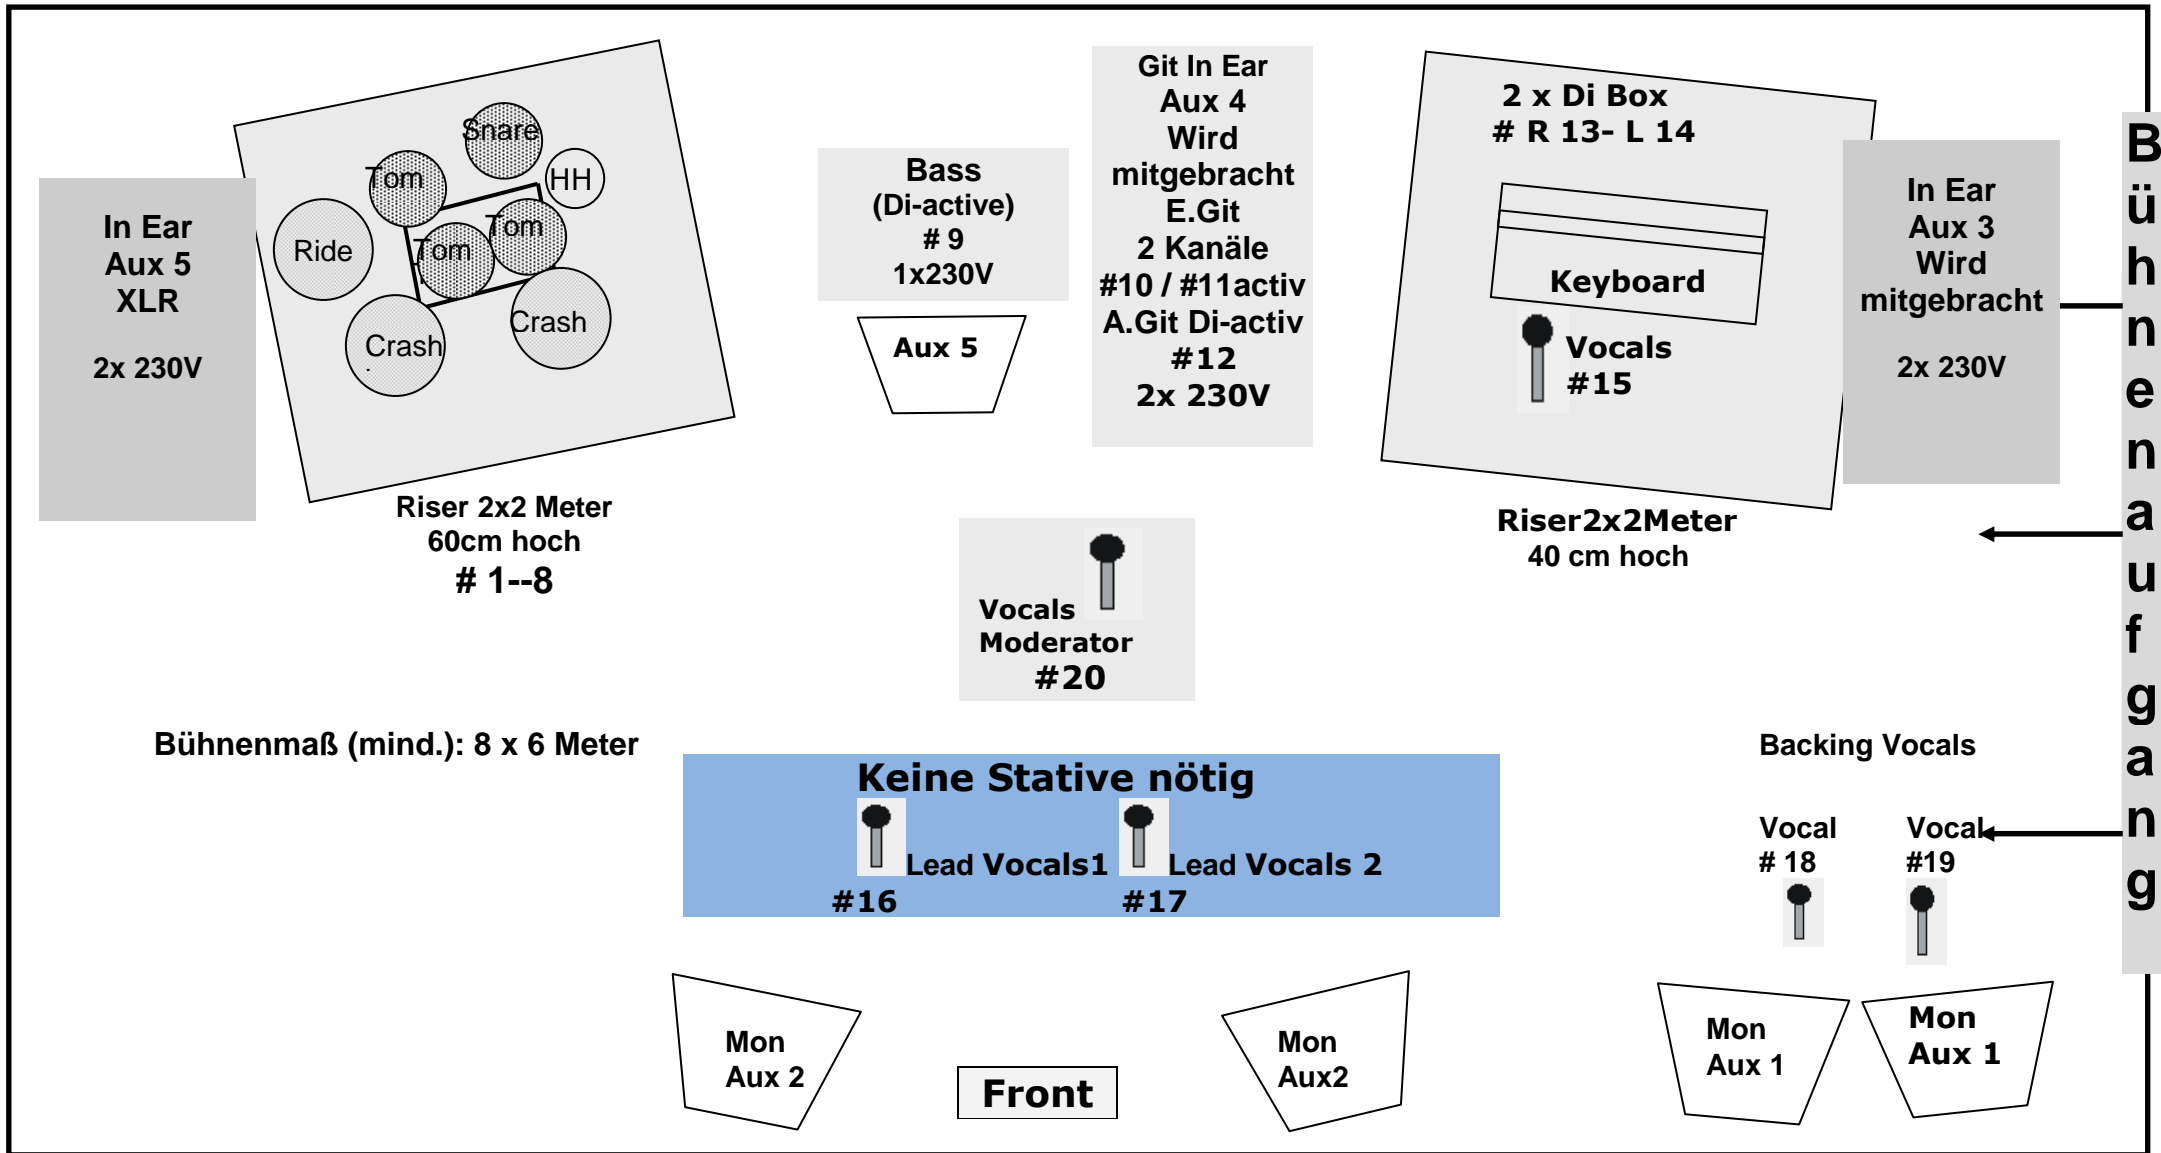 In Ear
Aux 5
XLR
2x 230V
Snare
Tom
HH
Ride
Tom
Tom
Crash
Crash
Riser 2x2 Meter
60cm hoch
# 1--8
Bass
(Di-active)
# 9
1x230V
Aux 5
Git In Ear
Aux 4
Wird
mitgebracht
E.Git
2 Kanäle
#10 / #11activ
A.Git Di-activ
#12
2x 230V
2 x Di Box
# R 13- L 14
Keyboard
Vocals
#15
Riser2x2Meter
40 cm hoch
In Ear
Aux 3
Wird
mitgebracht
2x 230V
Bühnenaufgang
Vocals
Moderator
#20
Bühnenmaß (mind.): 8 x 6 Meter
Keine Stative nötig
Lead Vocals1
#16
Lead Vocals 2
#17
Backing Vocals
Vocal
# 18
Vocal
#19
Mon
Aux 2
Front
Mon
Aux2
Mon
Aux 1
Mon
Aux 1